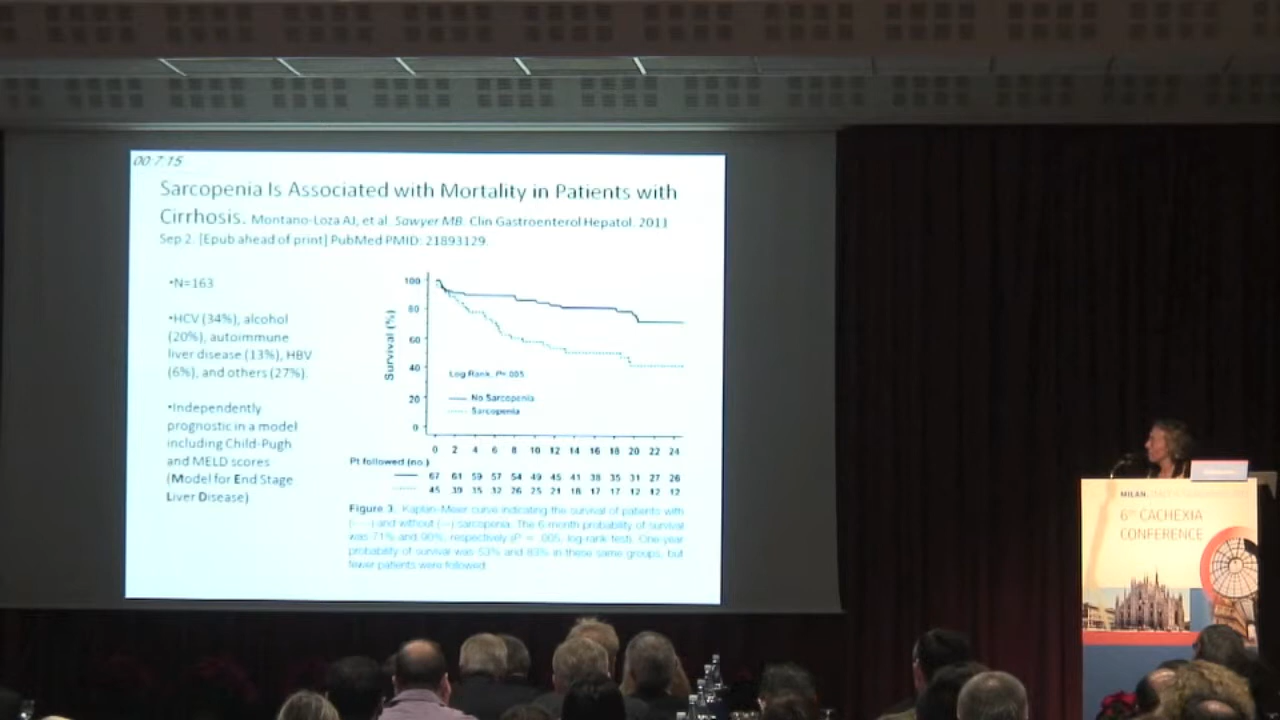 00:7:15
Sarcopenia Is Associated with Mortality in Patients with
Cirrhosis. Montano-Loza AJ, et al. Sawyer MB. Clin Gastroenterol Hepatol. 2011
Sep 2. [Epub ahead of print] PubMed PMID: 21893129.
•N=163
•HCV (34%), alcohol
(20%), autoimmune
liver disease (13%), HBV
(6%), and others (27%).
•Independently
prognostic in a model
including Child-Pugh
and MELD scores
(Model for End Stage
Liver Disease)
Survival (%)
100
80
60
40
20
0
Log Rank, P=.005
No Sarcopenia
Sarcopenia
0 2 4 6 8 10 12 14 16 18 20 22 24
Pt followed (no.)
67 61 59 57 54 49 45 41 38 35 31 27 26
45 39 35 32 26 25 21 18 17 17 12 12 12
Figure 3. Kaplan–Meier curve indicating the survival of patients with
(----) and without (—) sarcopenia. The 6-month probability of survival
was 71% and 90%, respectively (P = .005, log-rank test). One-year
probability of survival was 53% and 83% in these same groups, but
fewer patients were followed.
MILAN,
6TH CACHEXIA
CONFERENCE